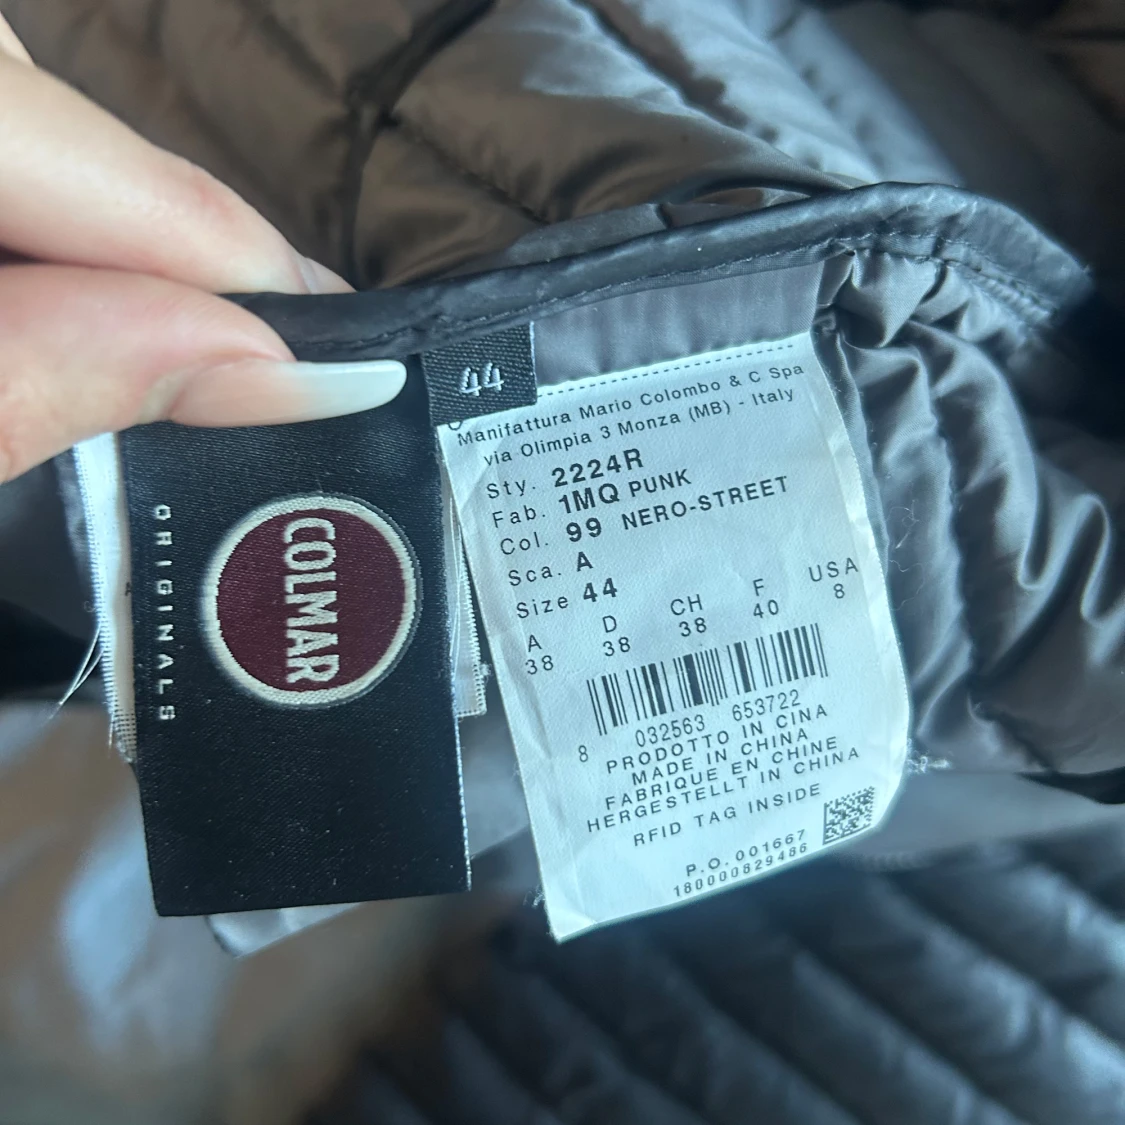 44
COLMAR
ORIGINALS
Manifattura Mario Colombo & C Spa
via Olimpia 3 Monza (MB) - Italy
Sty. 2224R
Fab. 1MQ PUNK
Col. 99 NERO-STREET
Sca. A
Size 44
A D CH F USA
38 38 38 40 8
8 032563 653722
PRODOTTO IN CINA
MADE IN CHINA
FABRIQUE EN CHINE
HERGESTELLT IN CHINA
RFID TAG INSIDE
P.O. 001667
180000829486